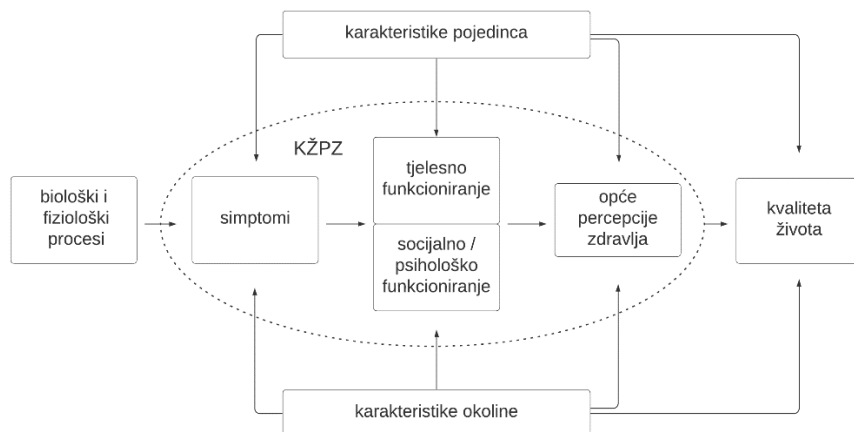 karakteristike pojedinca
KŽPZ
biološki i
fiziološki
procesi
simptomi
tjelesno
funkcioniranje
socijalno /
psihološko
funkcioniranje
opće
percepcije
zdravlja
kvaliteta
života
karakteristike okoline